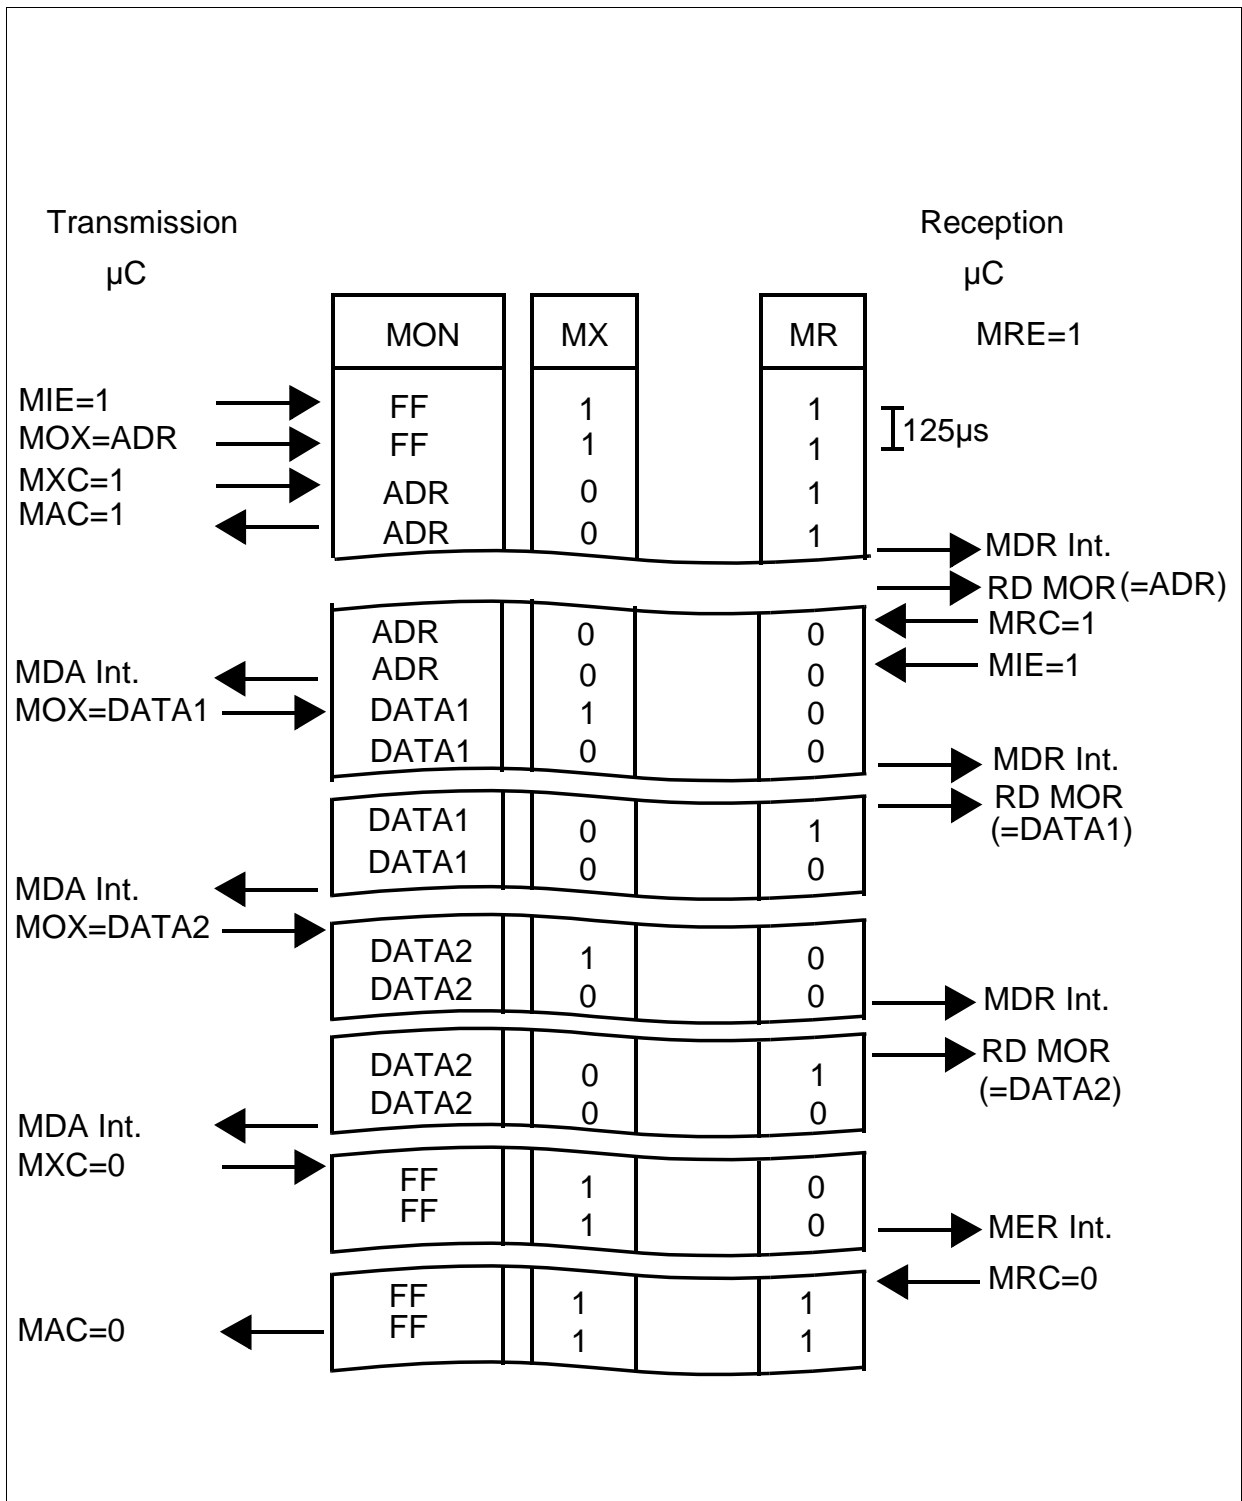 Transmission Reception
µC µC
MON MX MR MRE=1
MIE=1 FF 1 1
125µs
MOX=ADR FF 1 1
MXC=1 ADR 0 1
MAC=1 ADR 0 1
MDR Int.
RD MOR (=ADR)
ADR 0 0 MRC=1
MDA Int. ADR 0 0 MIE=1
MOX=DATA1 DATA1 1 0
DATA1 0 0 MDR Int.
RD MOR
DATA1 0 1 (=DATA1)
DATA1 0 0
MDA Int.
MOX=DATA2
DATA2 1 0
DATA2 0 0 MDR Int.
RD MOR
DATA2 0 1
(=DATA2)
DATA2 0 0
MDA Int.
MXC=0
FF 1 0
FF 1 0 MER Int.
MRC=0
FF 1 1
MAC=0 FF 1 1